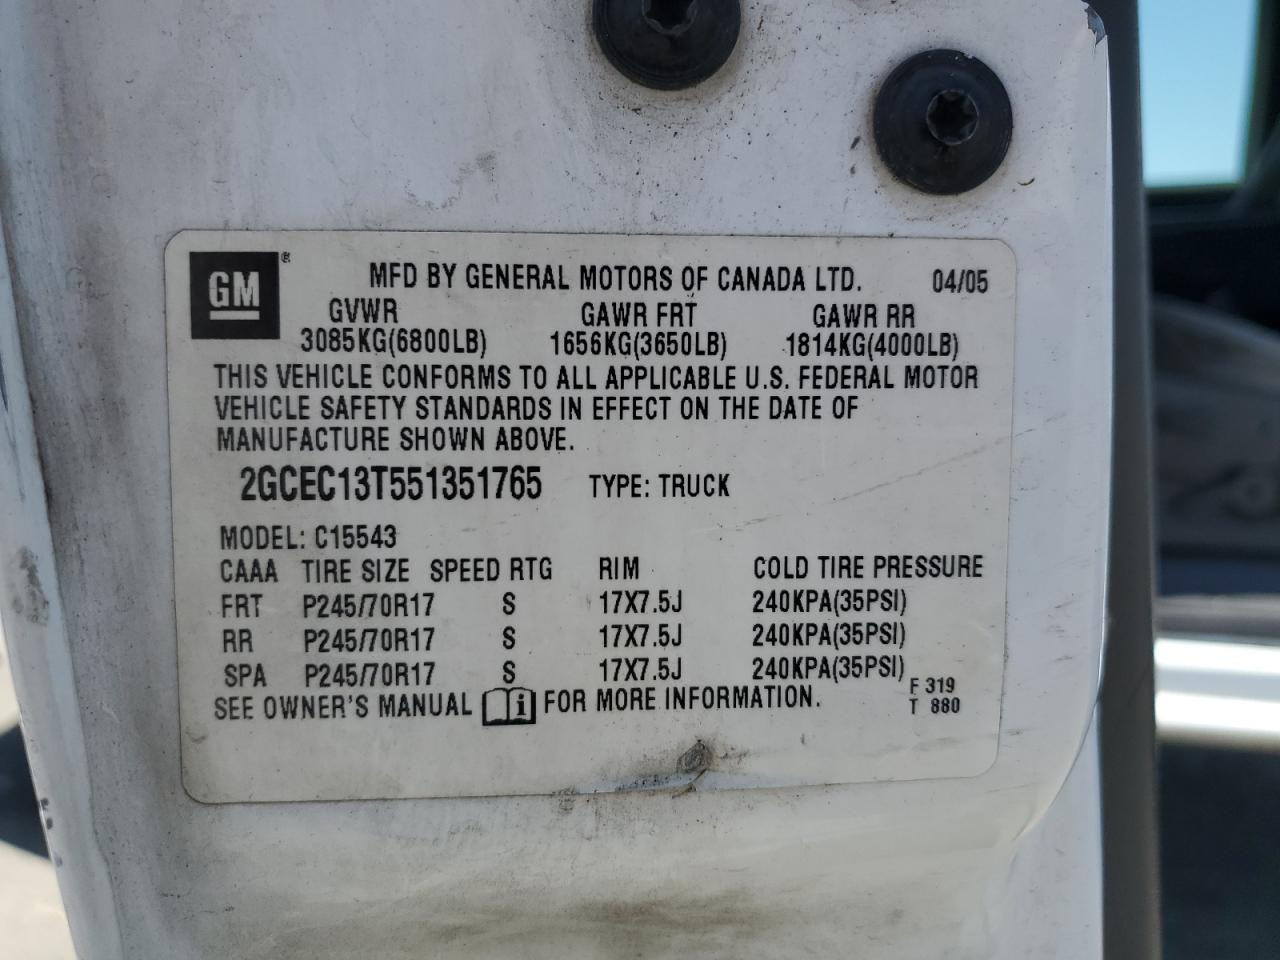 GM ® MFD BY GENERAL MOTORS OF CANADA LTD. 04/05
GVWR GAWR FRT GAWR RR
3085KG(6800LB) 1656KG(3650LB) 1814KG(4000LB)
THIS VEHICLE CONFORMS TO ALL APPLICABLE U.S. FEDERAL MOTOR
VEHICLE SAFETY STANDARDS IN EFFECT ON THE DATE OF
MANUFACTURE SHOWN ABOVE.
2GCEC13T551351765 TYPE: TRUCK
MODEL: C15543
CAAA TIRE SIZE SPEED RTG RIM COLD TIRE PRESSURE
FRT P245/70R17 S 17X7.5J 240KPA(35PSI)
RR P245/70R17 S 17X7.5J 240KPA(35PSI)
SPA P245/70R17 S 17X7.5J 240KPA(35PSI)
SEE OWNER'S MANUAL i FOR MORE INFORMATION.
F 319
T 880